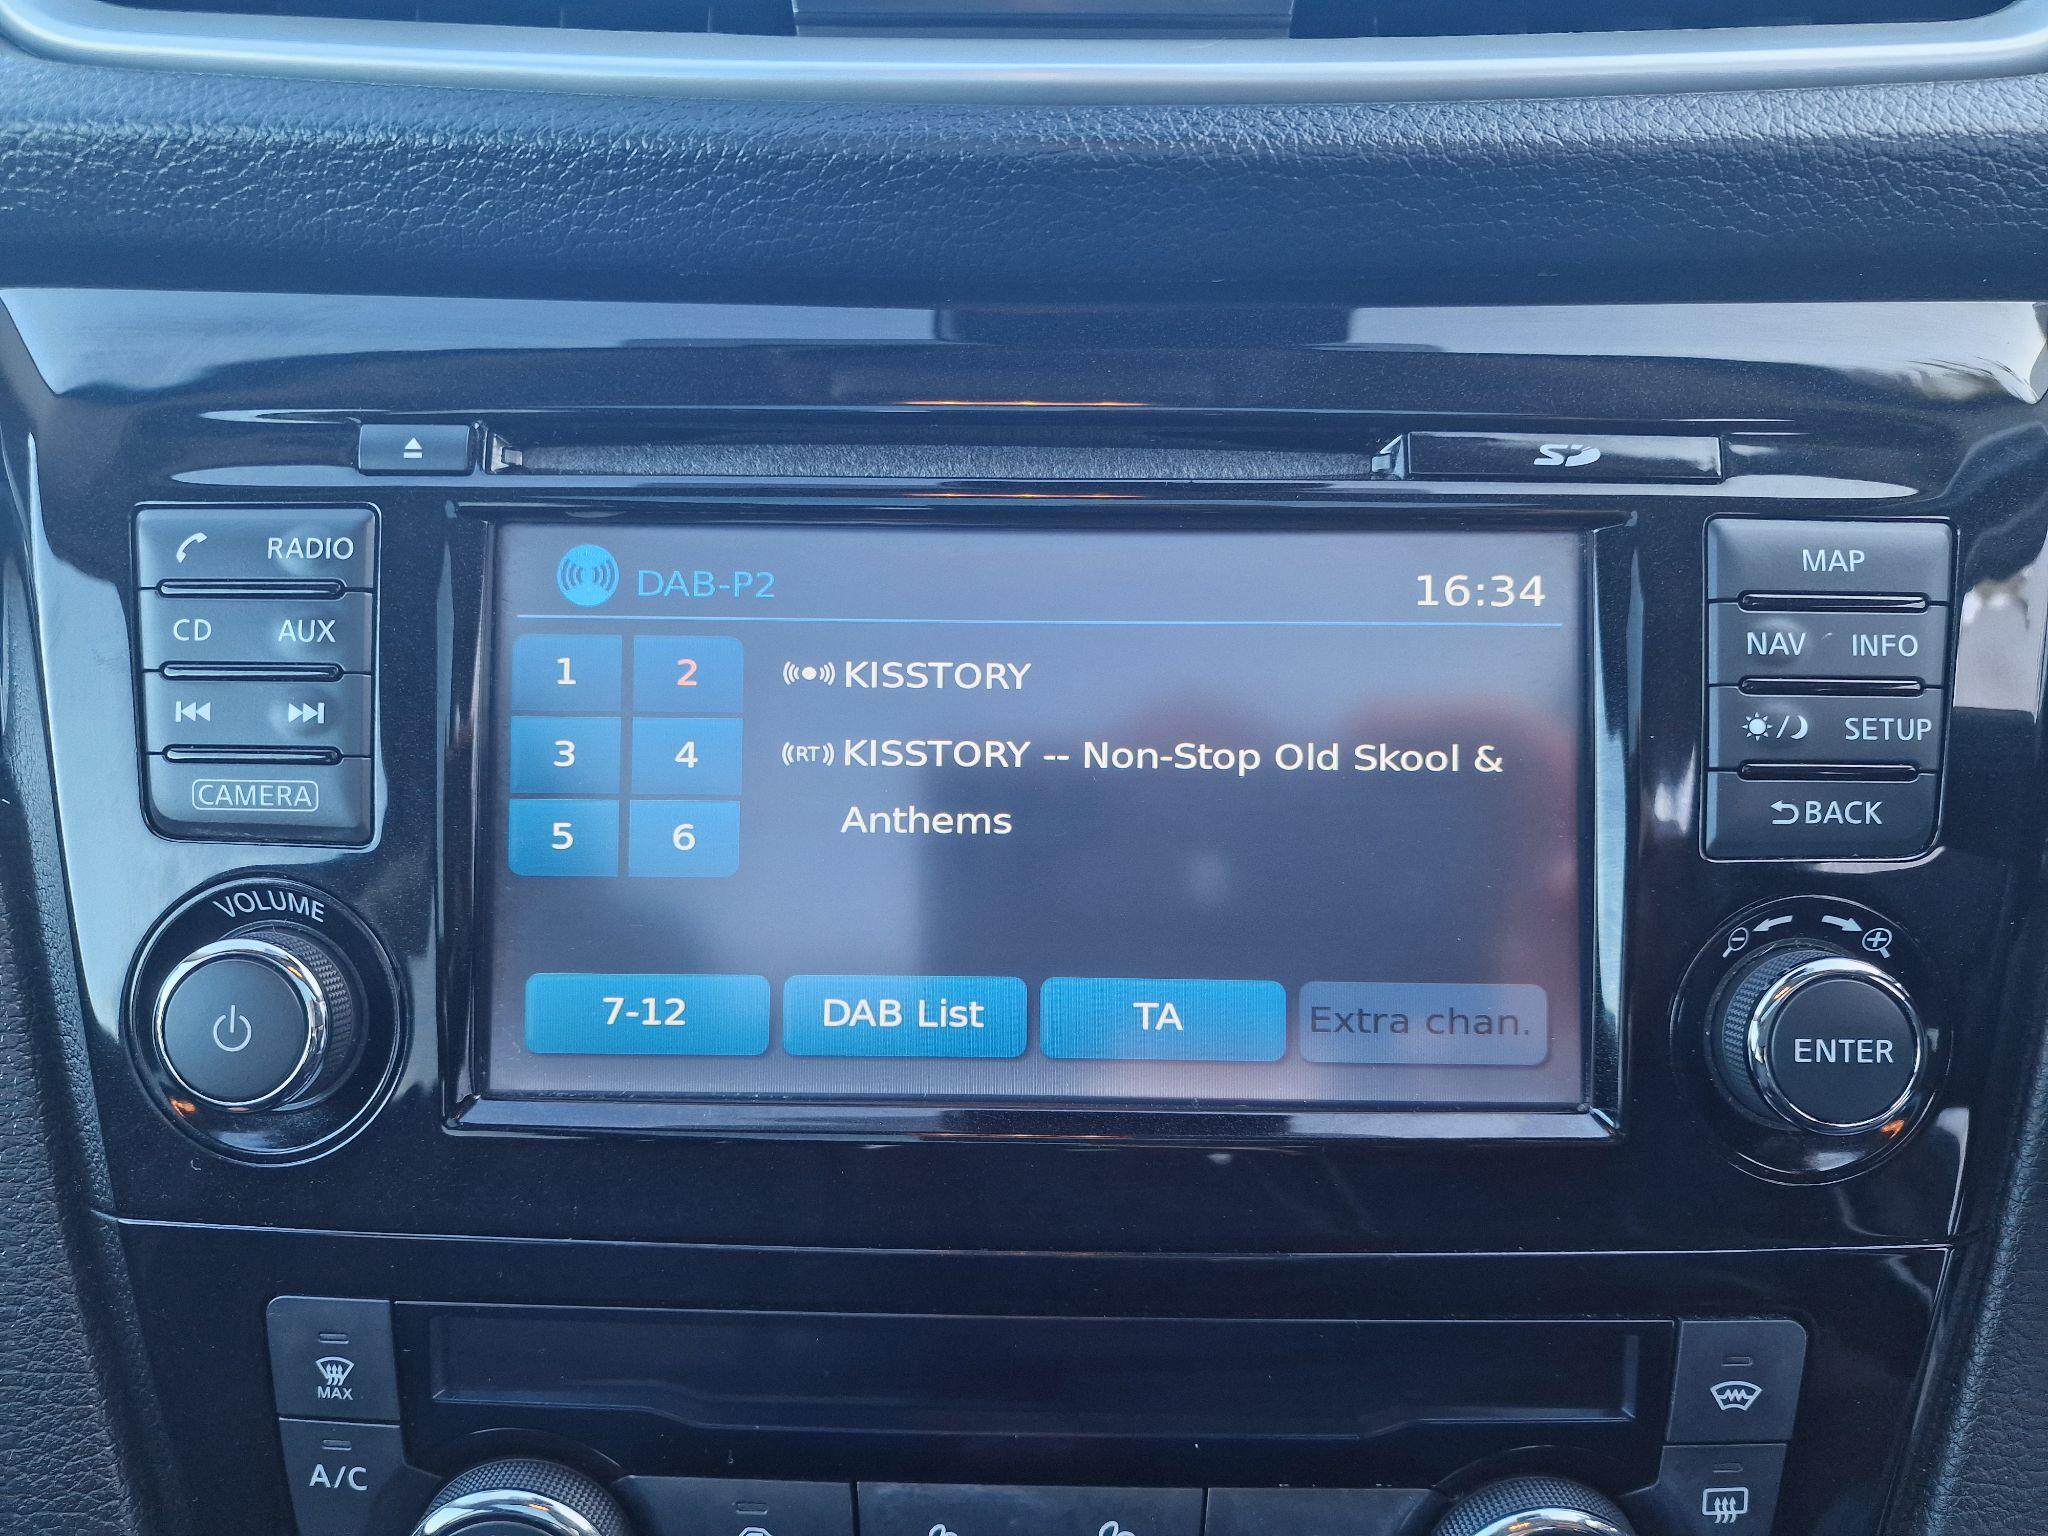 SD
RADIO
CD AUX
CAMERA
VOLUME
DAB-P2 16:34
1 2
3 4
5 6
KISSTORY
(RT) KISSTORY -- Non-Stop Old Skool &
Anthems
7-12 DAB List TA Extra chan.
MAP
NAV INFO
SETUP
BACK
ENTER
MAX
A/C